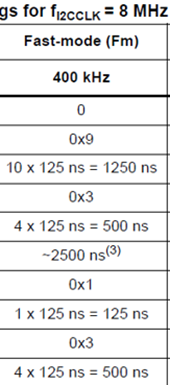 gs for fI2CCLK = 8 MHz
Fast-mode (Fm)
400 kHz
0
0x9
10 x 125 ns = 1250 ns
0x3
4 x 125 ns = 500 ns
~2500 ns(3)
0x1
1 x 125 ns = 125 ns
0x3
4 x 125 ns = 500 ns